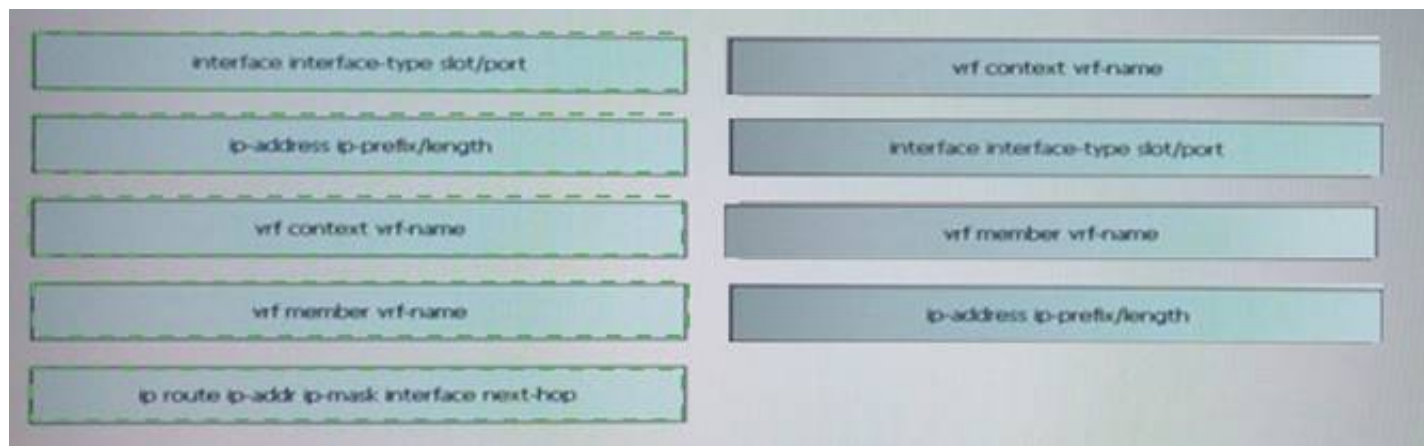 interface interface-type slot/port
ip-address ip-prefix/length
vrf context vrf-name
vrf member vrf-name
ip route ip-addr ip-mask interface next-hop
vrf context vrf-name
interface interface-type slot/port
vrf member vrf-name
ip-address ip-prefix/length